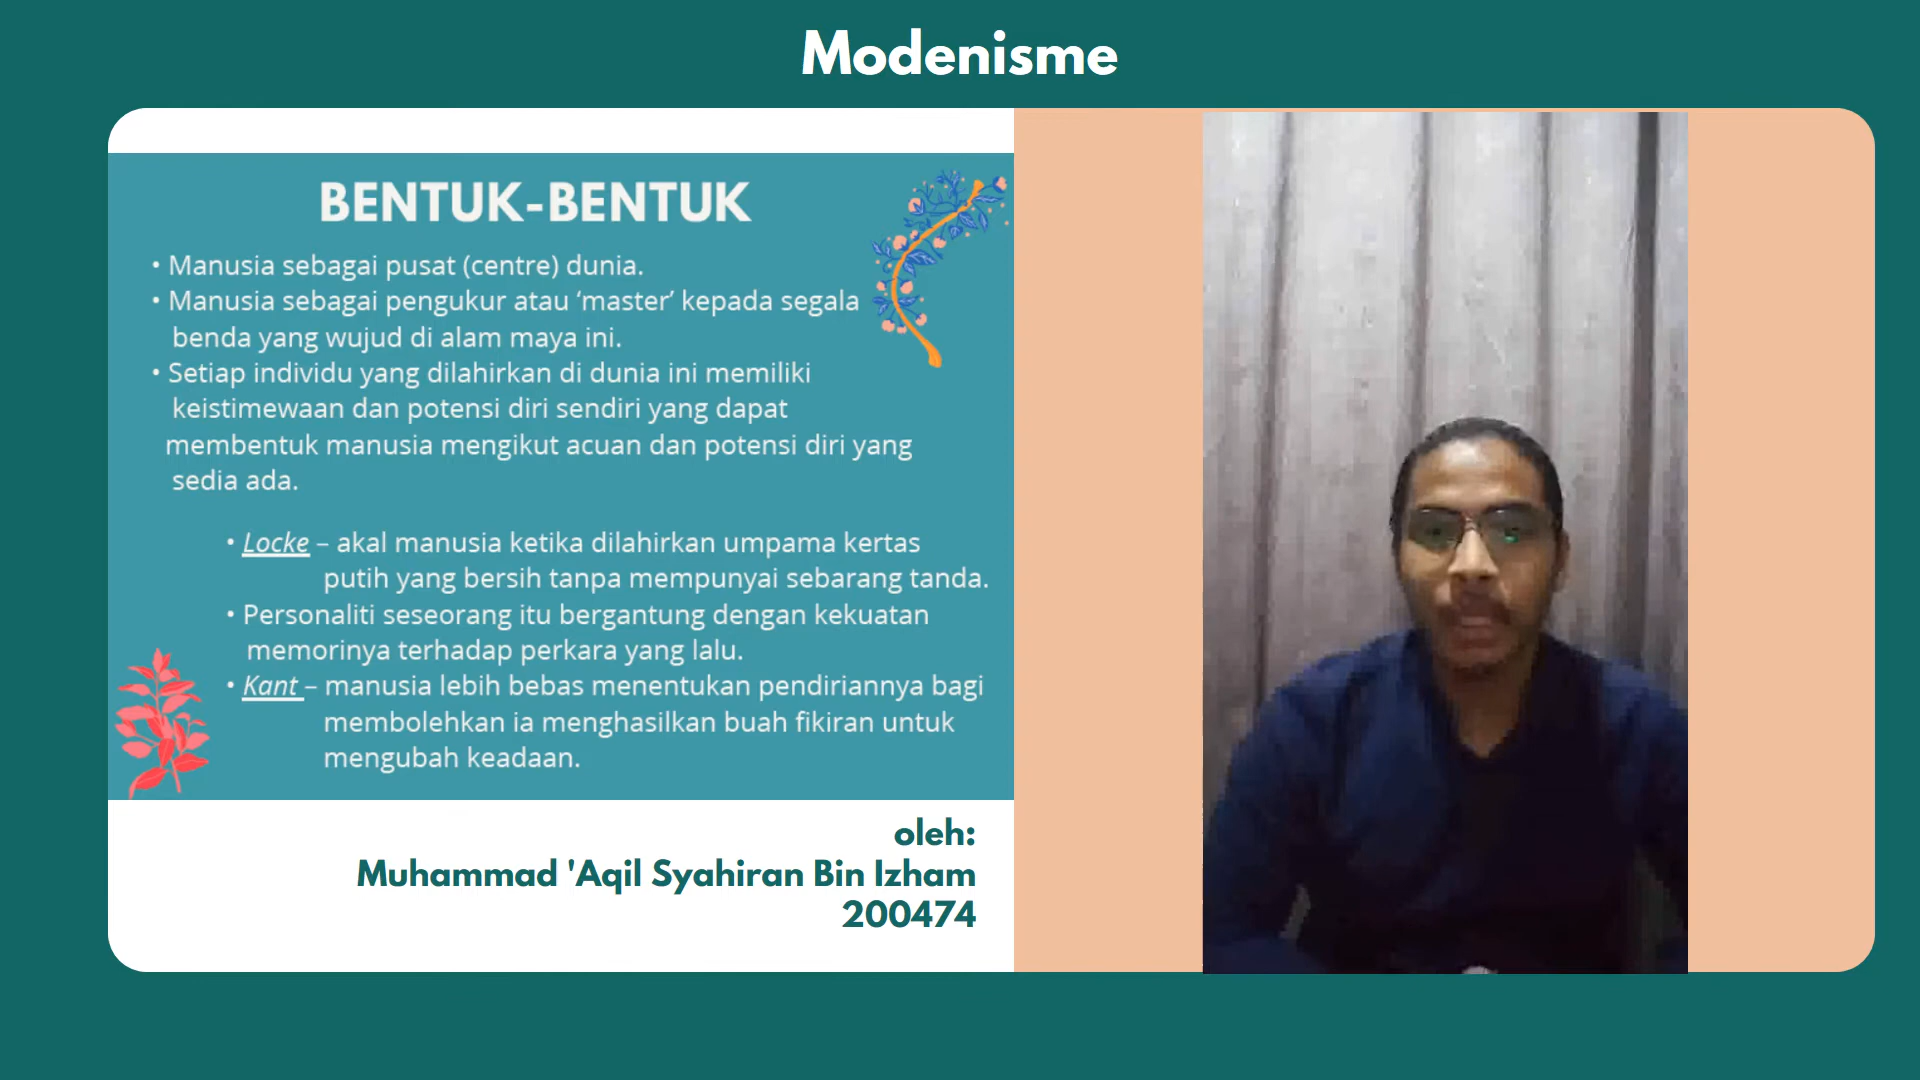 Modenisme
BENTUK-BENTUK
• Manusia sebagai pusat (centre) dunia.
• Manusia sebagai pengukur atau ‘master’ kepada segala
benda yang wujud di alam maya ini.
• Setiap individu yang dilahirkan di dunia ini memiliki
keistimewaan dan potensi diri sendiri yang dapat
membentuk manusia mengikut acuan dan potensi diri yang
sedia ada.
• Locke – akal manusia ketika dilahirkan umpama kertas
putih yang bersih tanpa mempunyai sebarang tanda.
• Personaliti seseorang itu bergantung dengan kekuatan
memorinya terhadap perkara yang lalu.
• Kant – manusia lebih bebas menentukan pendiriannya bagi
membolehkan ia menghasilkan buah fikiran untuk
mengubah keadaan.
oleh:
Muhammad 'Aqil Syahiran Bin Izham
200474